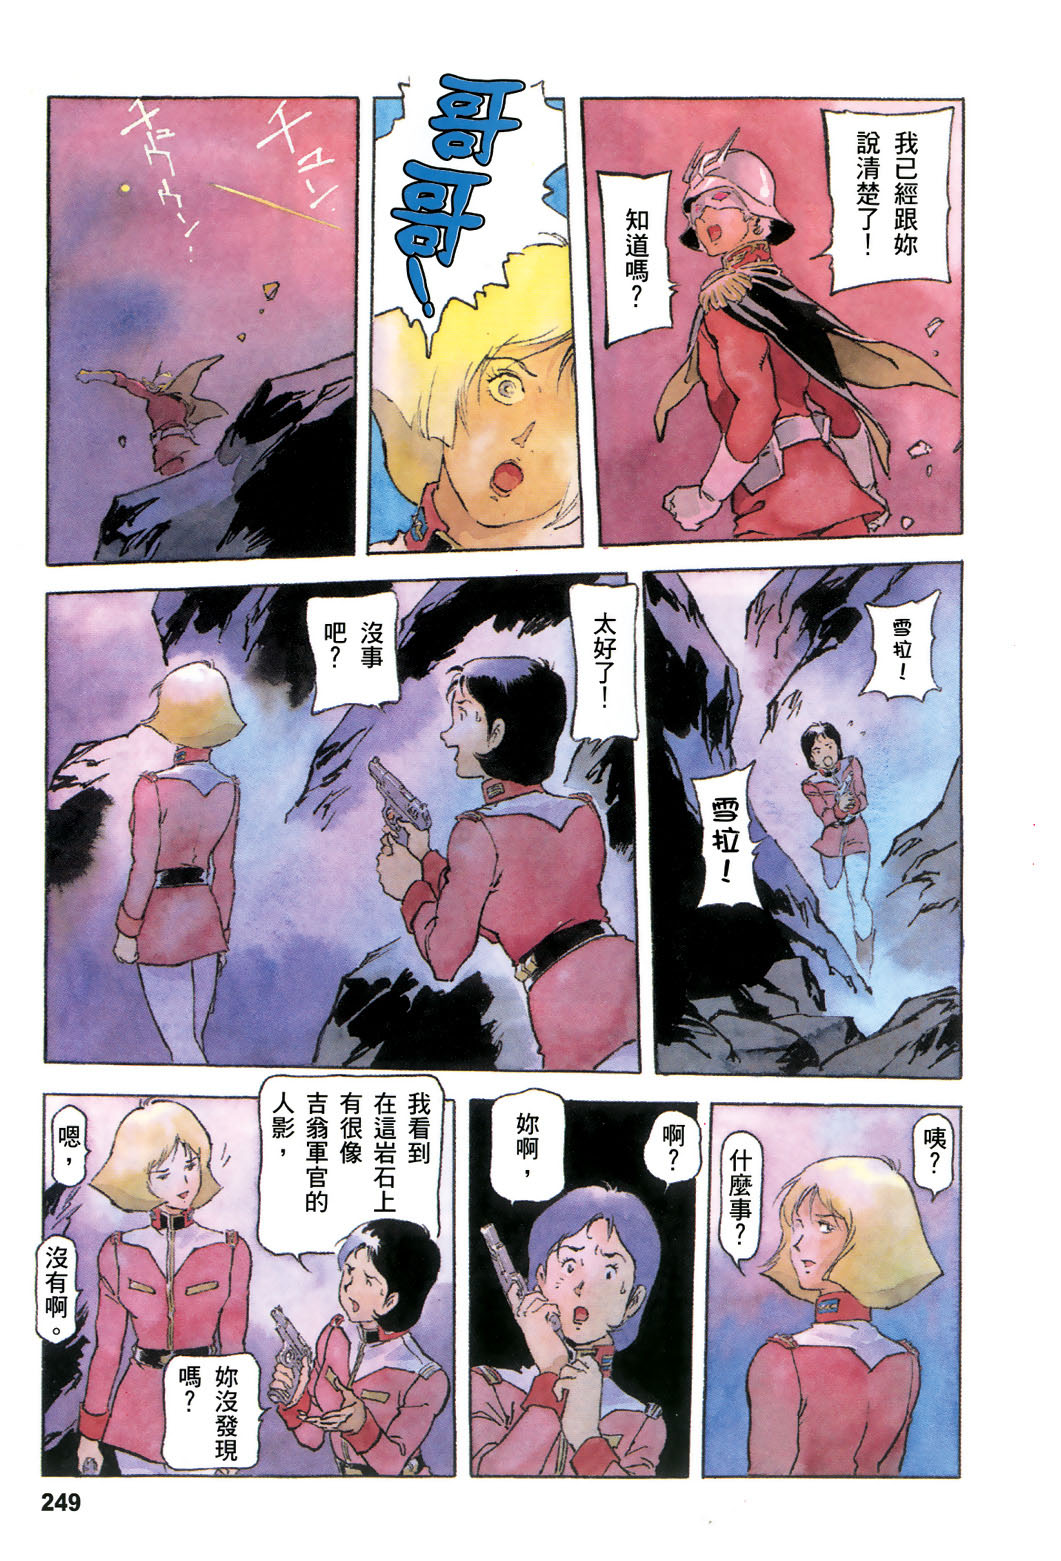 我已經跟妳
說清楚了！
知道嗎？
哥哥！
チュン．
チュウウウン‥
雪拉！
雪拉！
太好了！
沒事
吧？
咦？
什麼事？
啊？
妳啊，
我看到
在這岩石上
有很像
吉翁軍官的
人影，
妳沒發現
嗎？
嗯，
沒有啊。
249